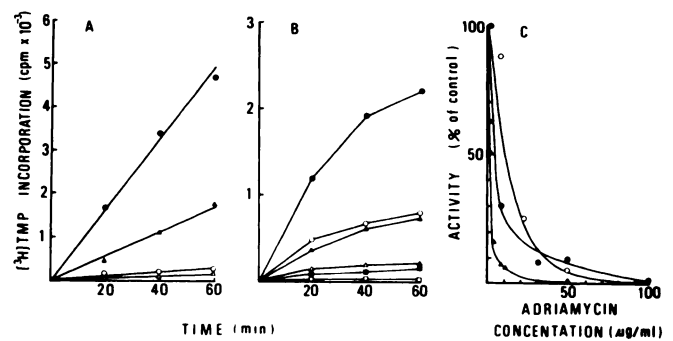 A
B
C
[³H]TMP INCORPORATION (cpm x 10⁻³)
6
5
4
3
2
1
20 40 60
3
2
1
20 40 60
TIME (min)
ACTIVITY (% of control)
100
50
50 100
ADRIAMYCIN
CONCENTATION (µg/ml)